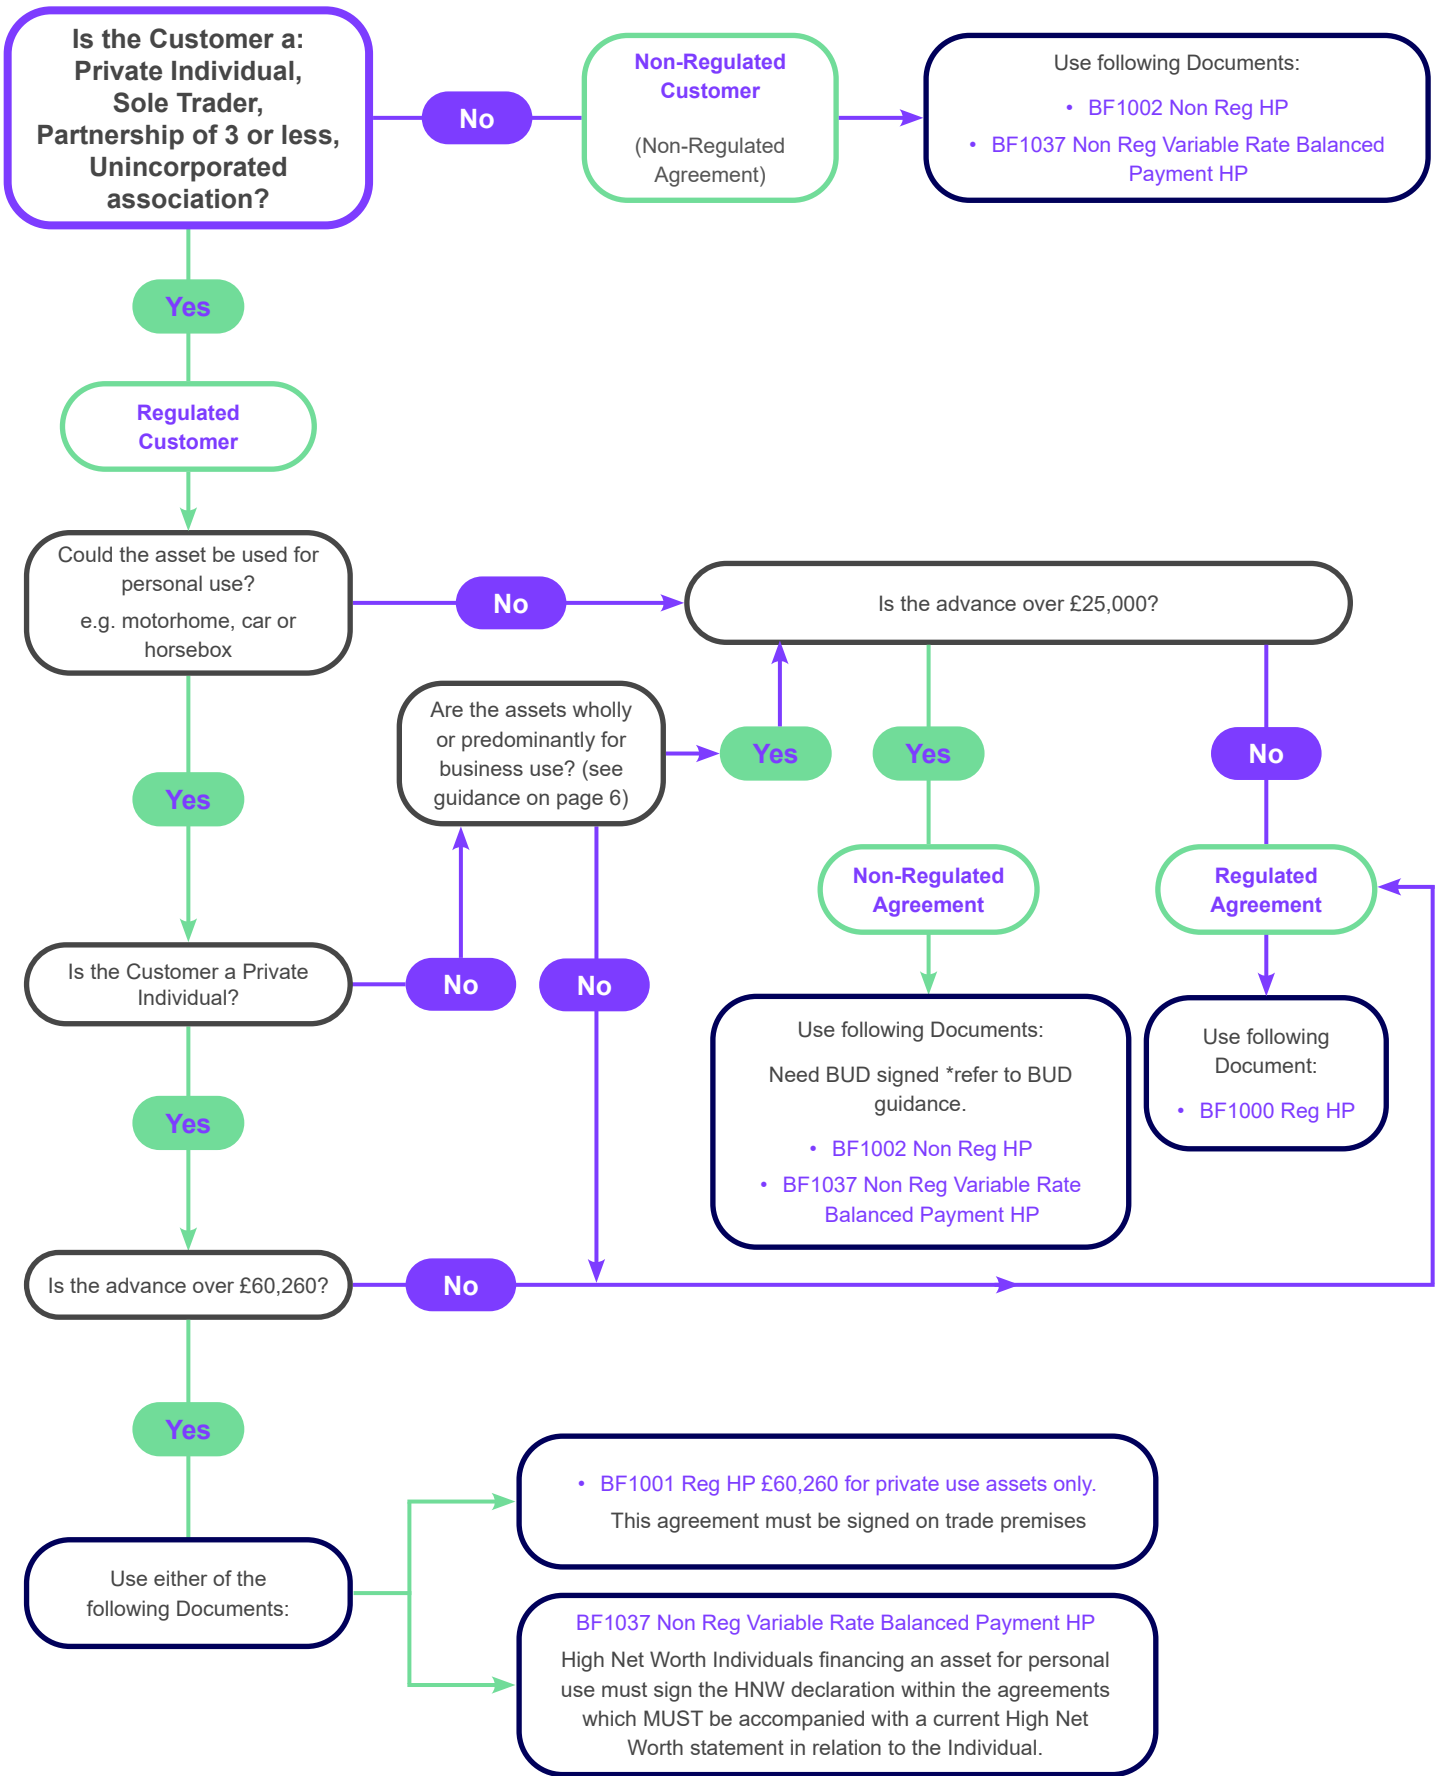 Is the Customer a:
Private Individual,
Sole Trader,
Partnership of 3 or less,
Unincorporated
association?
No
Non-Regulated
Customer
(Non-Regulated
Agreement)
Use following Documents:
• BF1002 Non Reg HP
• BF1037 Non Reg Variable Rate Balanced
Payment HP
Yes
Regulated
Customer
Could the asset be used for
personal use?
e.g. motorhome, car or
horsebox
No
Is the advance over £25,000?
Are the assets wholly
or predominantly for
business use? (see
guidance on page 6)
Yes
Yes
No
Yes
Non-Regulated
Agreement
Regulated
Agreement
Is the Customer a Private
Individual?
No
No
Use following Documents:
Need BUD signed *refer to BUD
guidance.
• BF1002 Non Reg HP
• BF1037 Non Reg Variable Rate
Balanced Payment HP
Use following
Document:
• BF1000 Reg HP
Yes
Is the advance over £60,260?
No
Yes
Use either of the
following Documents:
• BF1001 Reg HP £60,260 for private use assets only.
This agreement must be signed on trade premises
BF1037 Non Reg Variable Rate Balanced Payment HP
High Net Worth Individuals financing an asset for personal
use must sign the HNW declaration within the agreements
which MUST be accompanied with a current High Net
Worth statement in relation to the Individual.